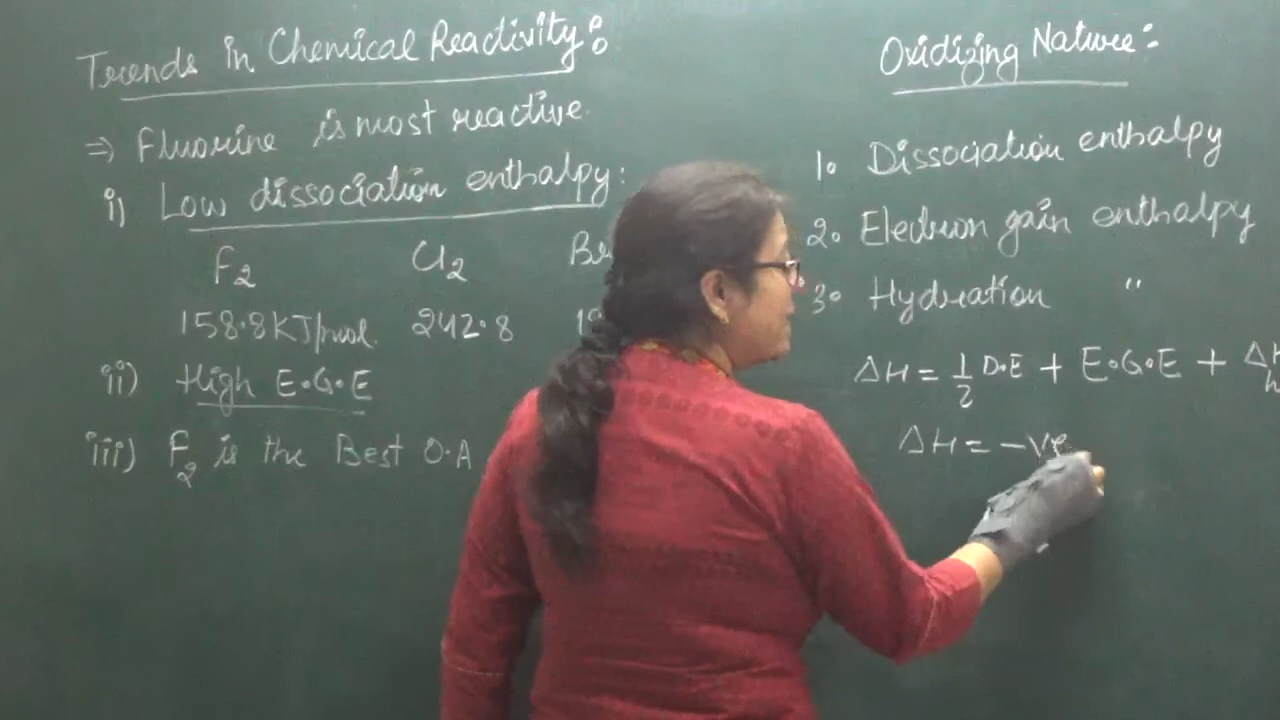 Trends in Chemical Reactivity:
⇒ Fluorine is most reactive.
i) Low dissociation enthalpy:
F2 Cl2
158.8KJ/mol. 242.8
ii) High E.G.E
iii) F2 is the Best O.A
Oxidizing Nature:-
1. Dissociation enthalpy
2. Electron gain enthalpy
3. Hydration "
ΔH = 1/2 D.E + E.G.E + ΔH
ΔH = -ve